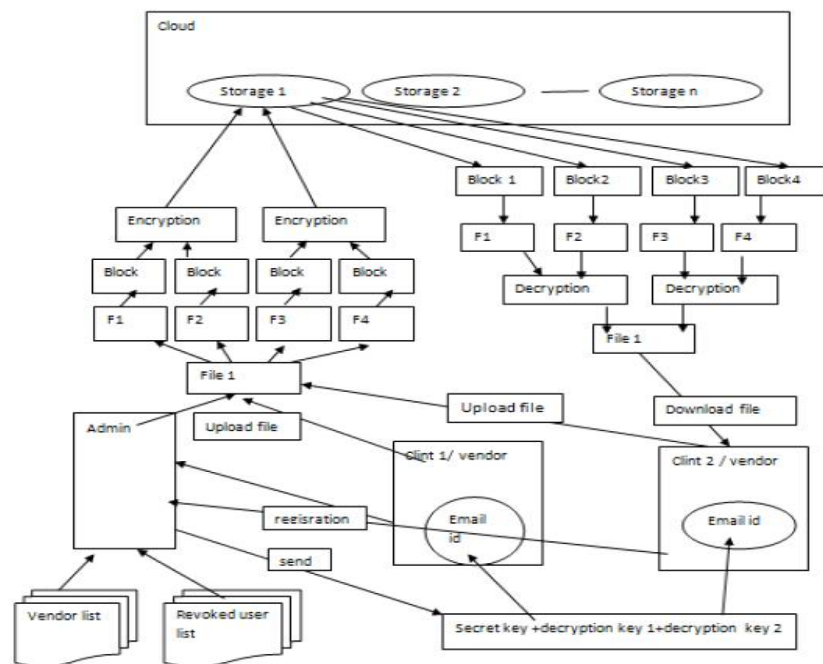 Cloud
Storage 1
Storage 2
Storage n
Block 1
Block2
Block3
Block4
Encryption
Encryption
F1
F2
F3
F4
Block
Block
Block
Block
Decryption
Decryption
F1
F2
F3
F4
File 1
File 1
Upload file
Download file
Admin
Upload file
Clint 1/ vendor
Clint 2 / vendor
regisration
Email
id
Email id
send
Vendor list
Revoked user
list
Secret key +decryption key 1+decryption key 2